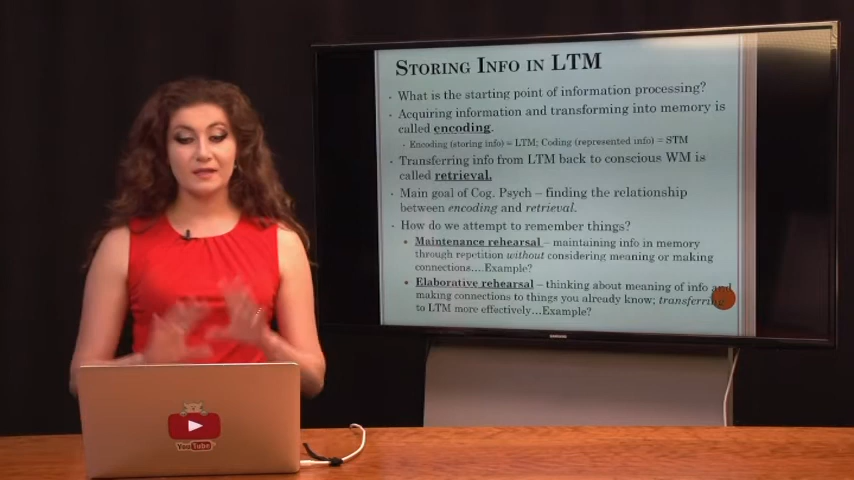 STORING INFO IN LTM
What is the starting point of information processing?
Acquiring information and transforming into memory is
called encoding.
Encoding (storing info) = LTM; Coding (represented info) = STM
Transferring info from LTM back to conscious WM is
called retrieval.
Main goal of Cog. Psych – finding the relationship
between encoding and retrieval.
How do we attempt to remember things?
Maintenance rehearsal – maintaining info in memory
through repetition without considering meaning or making
connections....Example?
Elaborative rehearsal – thinking about meaning of info and
making connections to things you already know; transferring
to LTM more effectively...Example?
YouTube